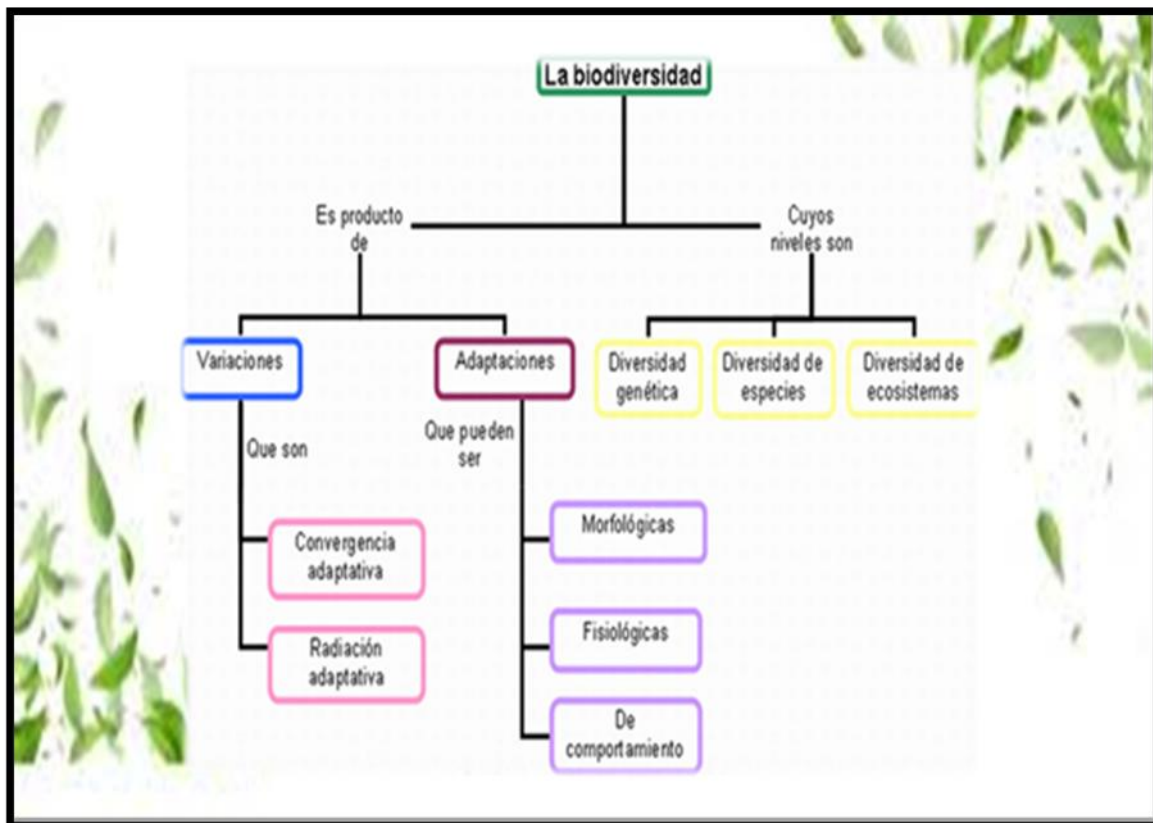 La biodiversidad
Es producto
de
Cuyos
niveles son
Variaciones
Adaptaciones
Diversidad
genética
Diversidad de
especies
Diversidad de
ecosistemas
Que son
Que pueden
ser
Convergencia
adaptativa
Radiación
adaptativa
Morfológicas
Fisiológicas
De
comportamiento